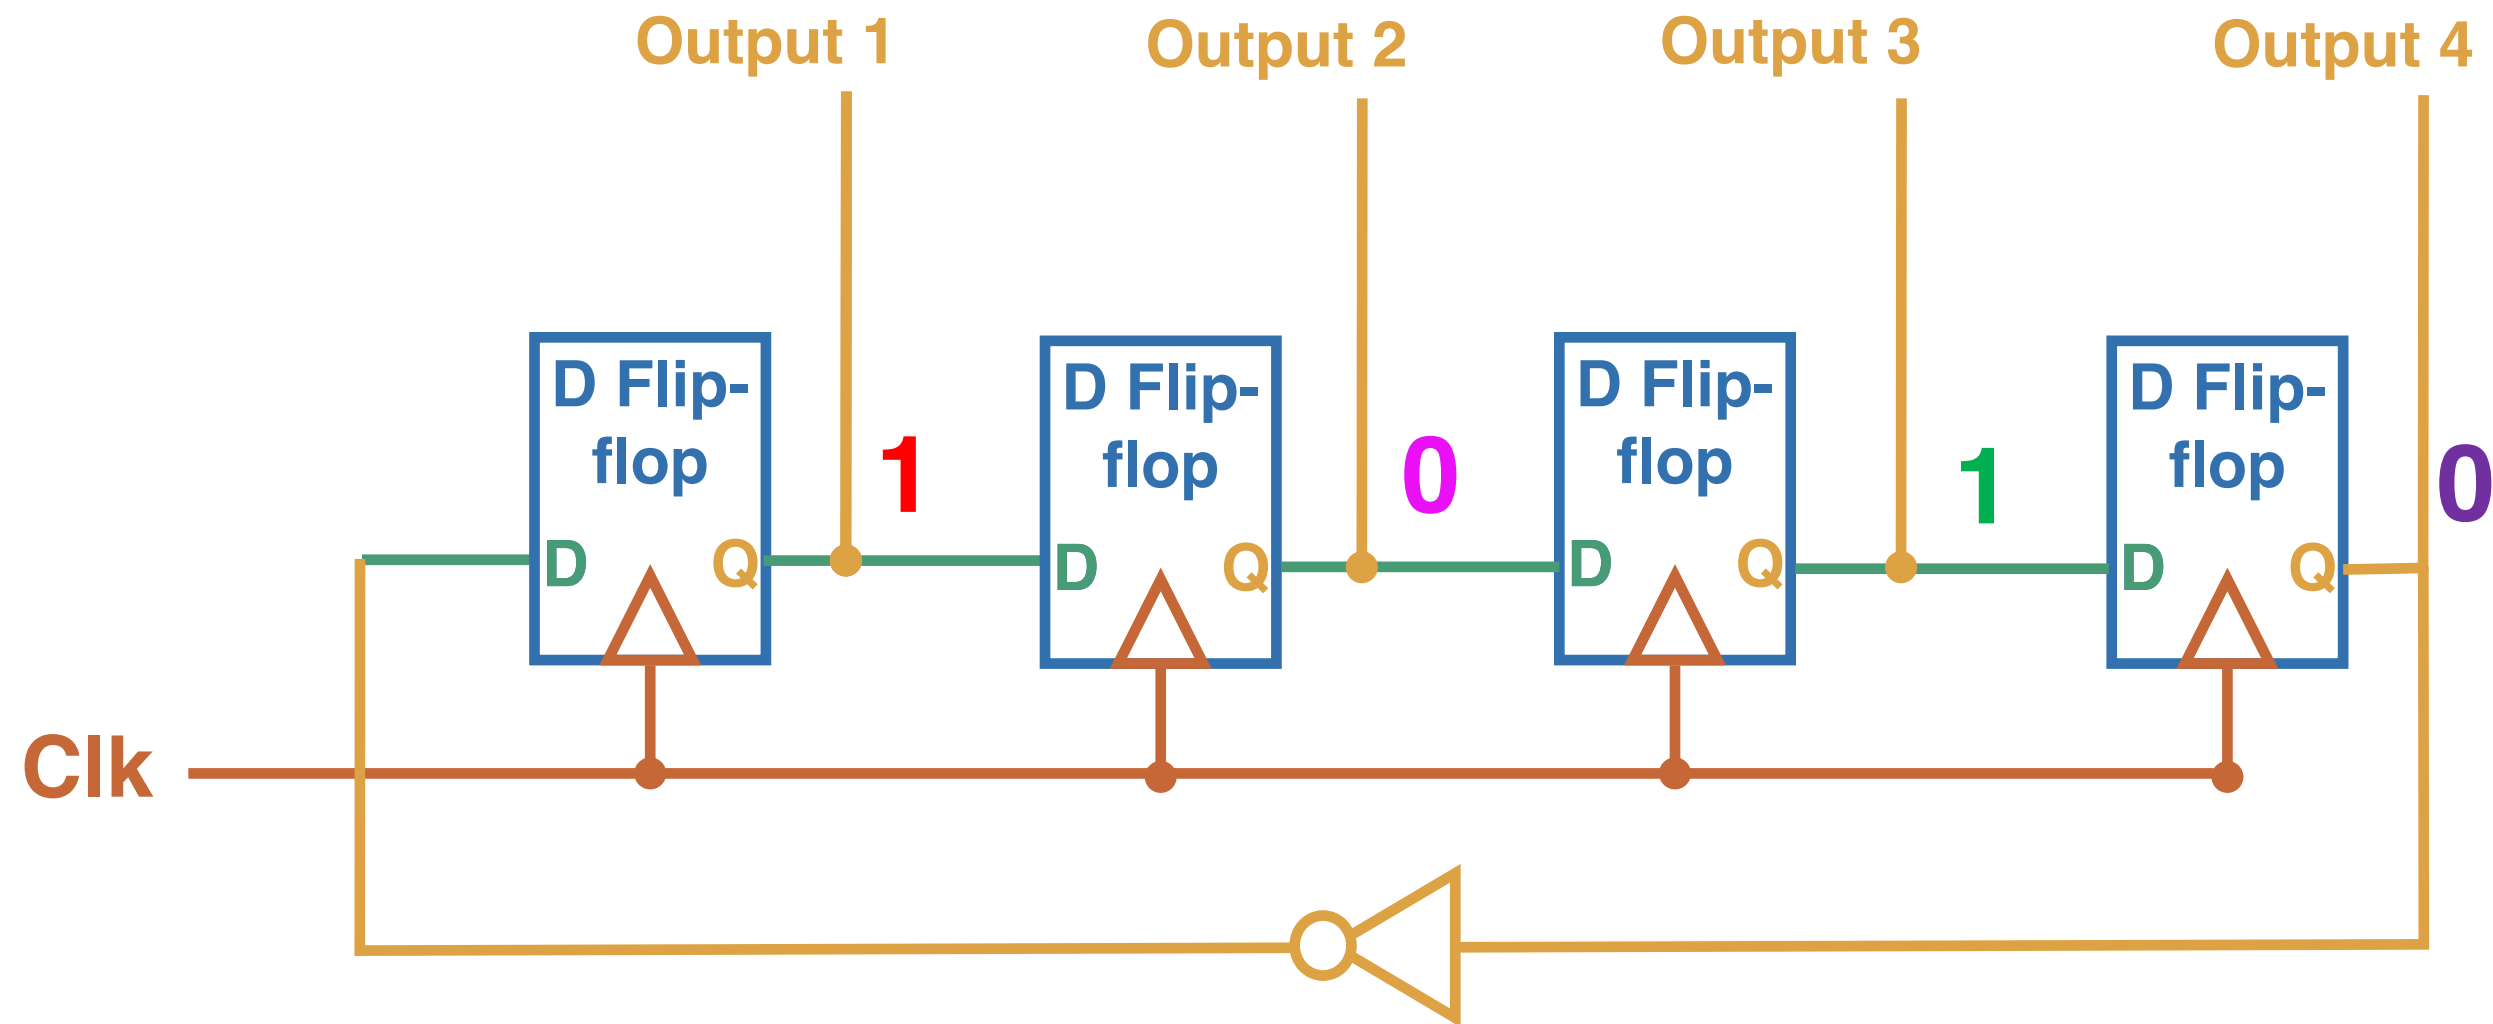 Output 1
Output 2
Output 3
Output 4
D Flip-
flop
D
Q
1
D Flip-
flop
D
Q
0
D Flip-
flop
D
Q
1
D Flip-
flop
D
Q
0
Clk